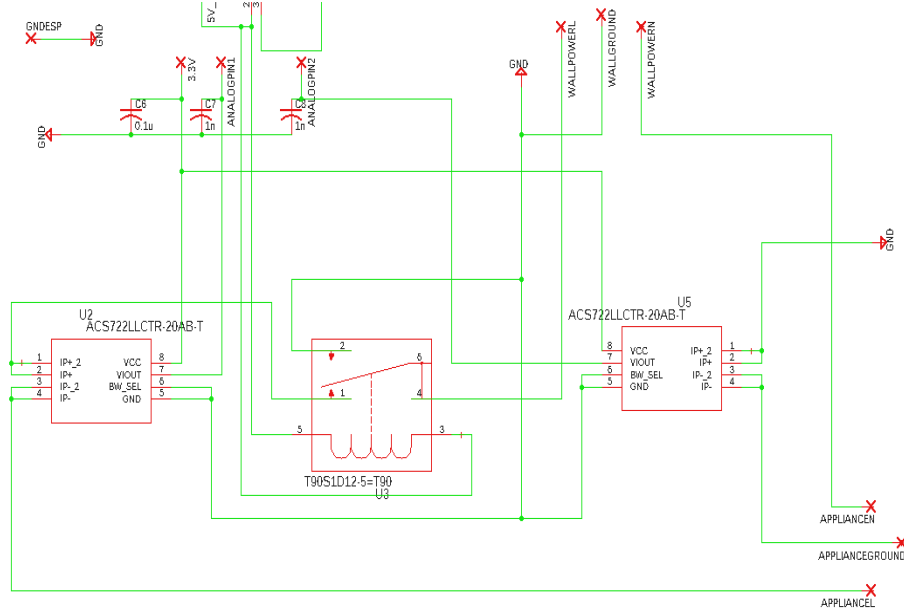 GNDESP
GND
5V_
2
3
3.3V
ANALOGPIN1
ANALOGPIN2
WALLPOWERL
WALLGROUND
WALLPOWERN
GND
C6
0.1u
C7
1n
C8
1n
GND
GND
U2
ACS722LLCTR-20AB-T
1 IP+_2
2 IP+
3 IP-_2
4 IP-
VCC 8
VIOUT 7
BW_SEL 6
GND 5
2
1
6
4
5
3
T90S1D12-5=T90
U3
U5
ACS722LLCTR-20AB-T
8 VCC
7 VIOUT
6 BW_SEL
5 GND
IP+_2 1
IP+ 2
IP-_2 3
IP- 4
APPLIANCEN
APPLIANCEGROUND
APPLIANCEL